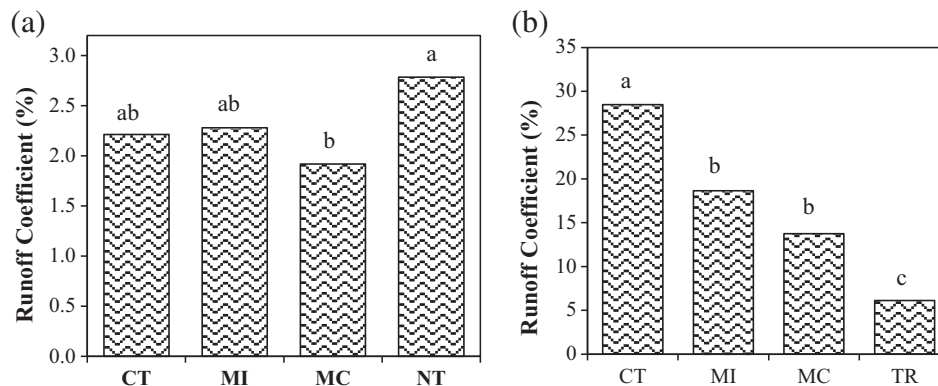 (a)
Runoff Coefficient (%)
3.0
2.5
2.0
1.5
1.0
0.5
0.0
ab
ab
b
a
CT MI MC NT
(b)
Runoff Coefficient (%)
35
30
25
20
15
10
5
0
a
b
b
c
CT MI MC TR